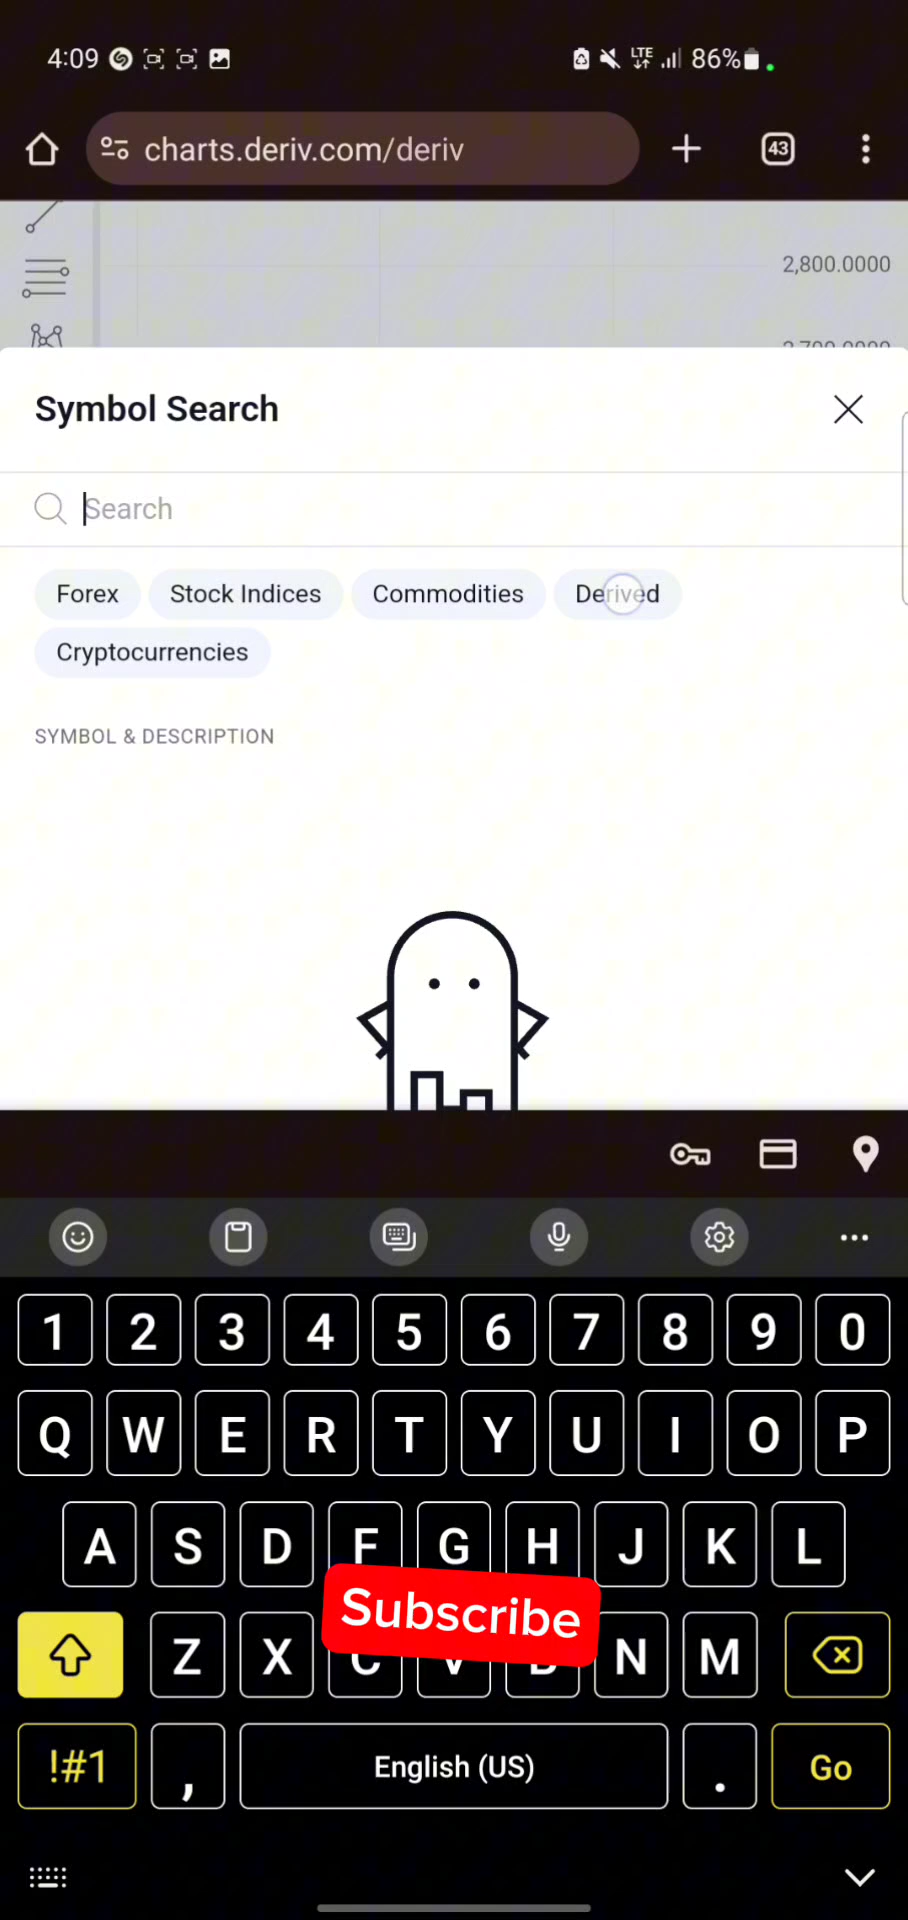 4:09
LTE 86%
charts.deriv.com/deriv
43
2,800.0000
Symbol Search
Search
Forex Stock Indices Commodities Derived
Cryptocurrencies
SYMBOL & DESCRIPTION
1 2 3 4 5 6 7 8 9 0
Q W E R T Y U I O P
A S D F G H J K L
Subscribe
Z X C V B N M
!#1 , English (US) . Go